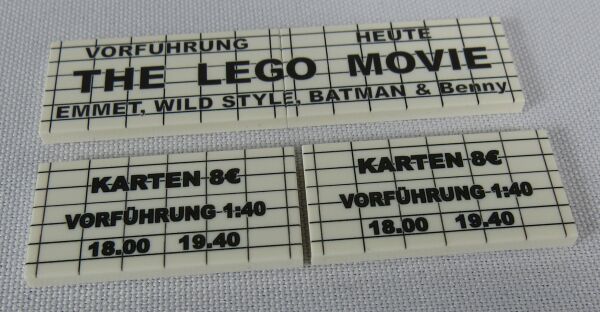 VORFUHRUNG HEUTE
THE LEGO MOVIE
EMMET, WILD STYLE, BATMAN & Benny
KARTEN 8€
VORFÜHRUNG 1:40
18.00 19.40
KARTEN 8€
VORFÜHRUNG 1:40
18.00 19.40